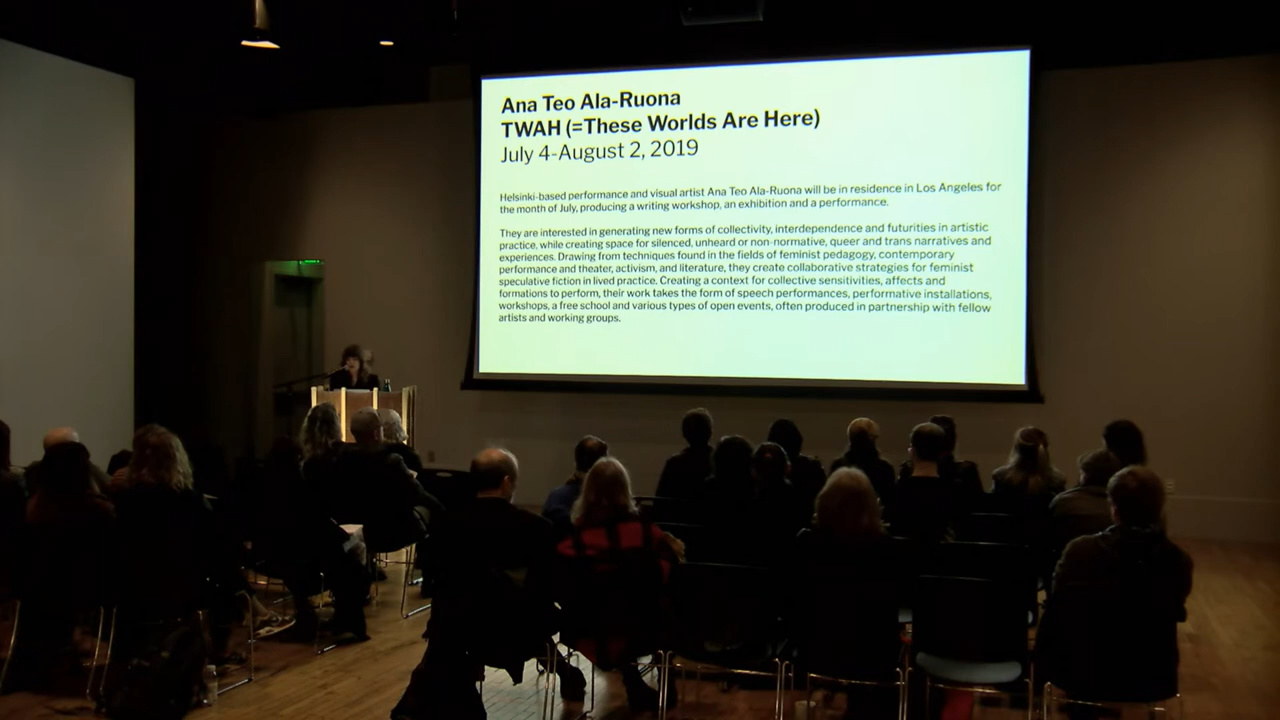 Ana Teo Ala-Ruona
TWAH (=These Worlds Are Here)
July 4-August 2, 2019
Helsinki-based performance and visual artist Ana Teo Ala-Ruona will be in residence in Los Angeles for
the month of July, producing a writing workshop, an exhibition and a performance.
They are interested in generating new forms of collectivity, interdependence and futurities in artistic
practice, while creating space for silenced, unheard or non-normative, queer and trans narratives and
experiences. Drawing from techniques found in the fields of feminist pedagogy, contemporary
performance and theater, activism, and literature, they create collaborative strategies for feminist
speculative fiction in lived practice. Creating a context for collective sensitivities, affects and
formations to perform, their work takes the form of speech performances, performative installations,
workshops, a free school and various types of open events, often produced in partnership with fellow
artists and working groups.